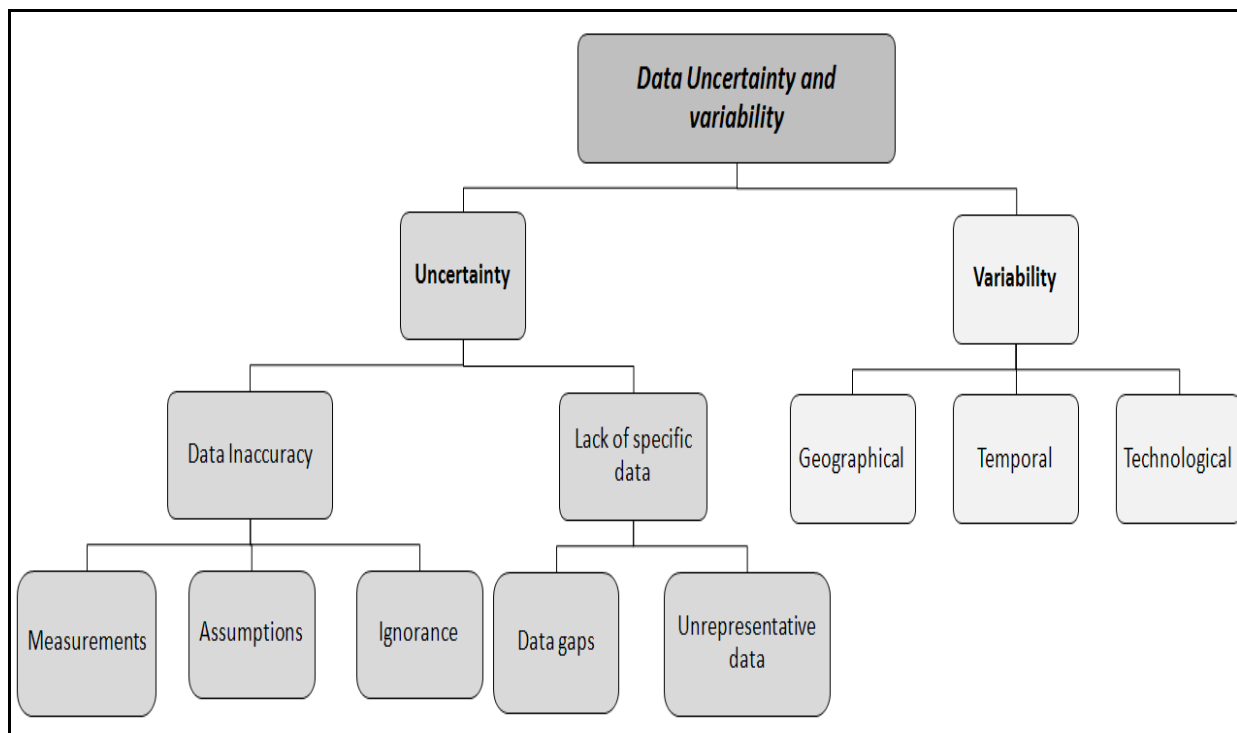 Data Uncertainty and
variability
Uncertainty
Variability
Data Inaccuracy
Lack of specific
data
Geographical
Temporal
Technological
Measurements
Assumptions
Ignorance
Data gaps
Unrepresentative
data